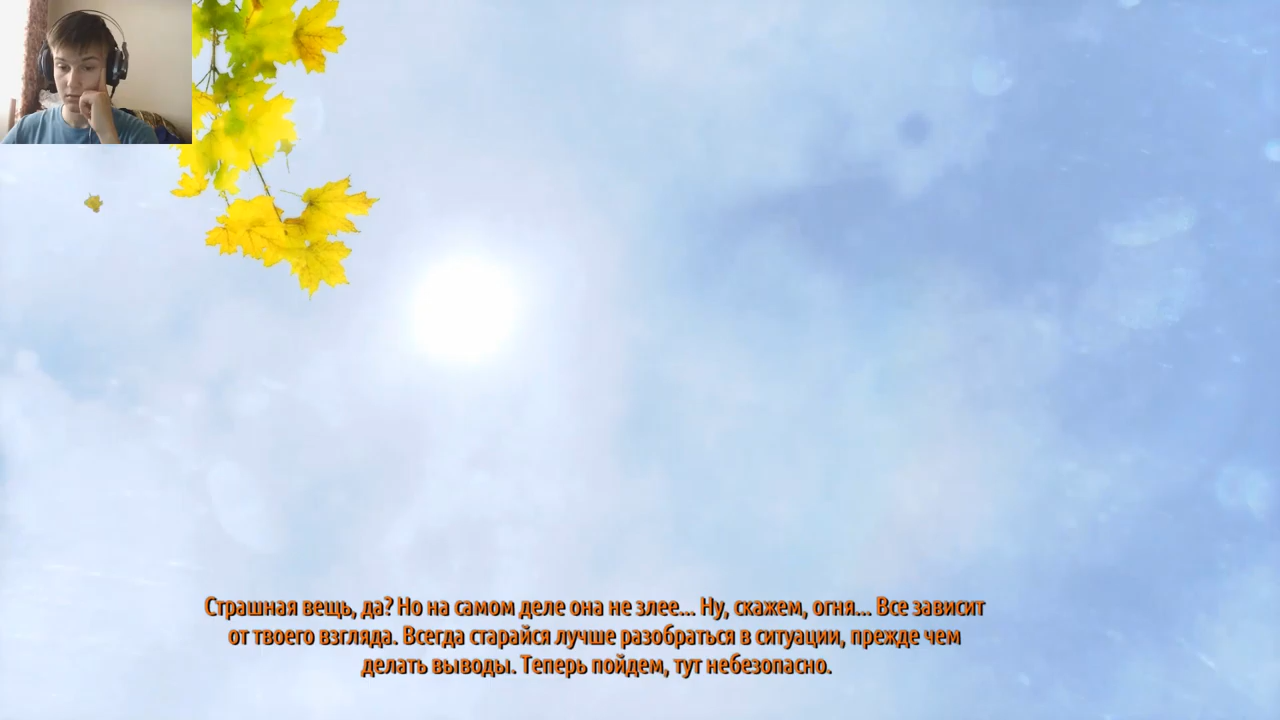 Страшная вещь, да? Но на самом деле она не злее... Ну, скажем, огня... Все зависит
от твоего взгляда. Всегда старайся лучше разобраться в ситуации, прежде чем
делать выводы. Теперь пойдем, тут небезопасно.